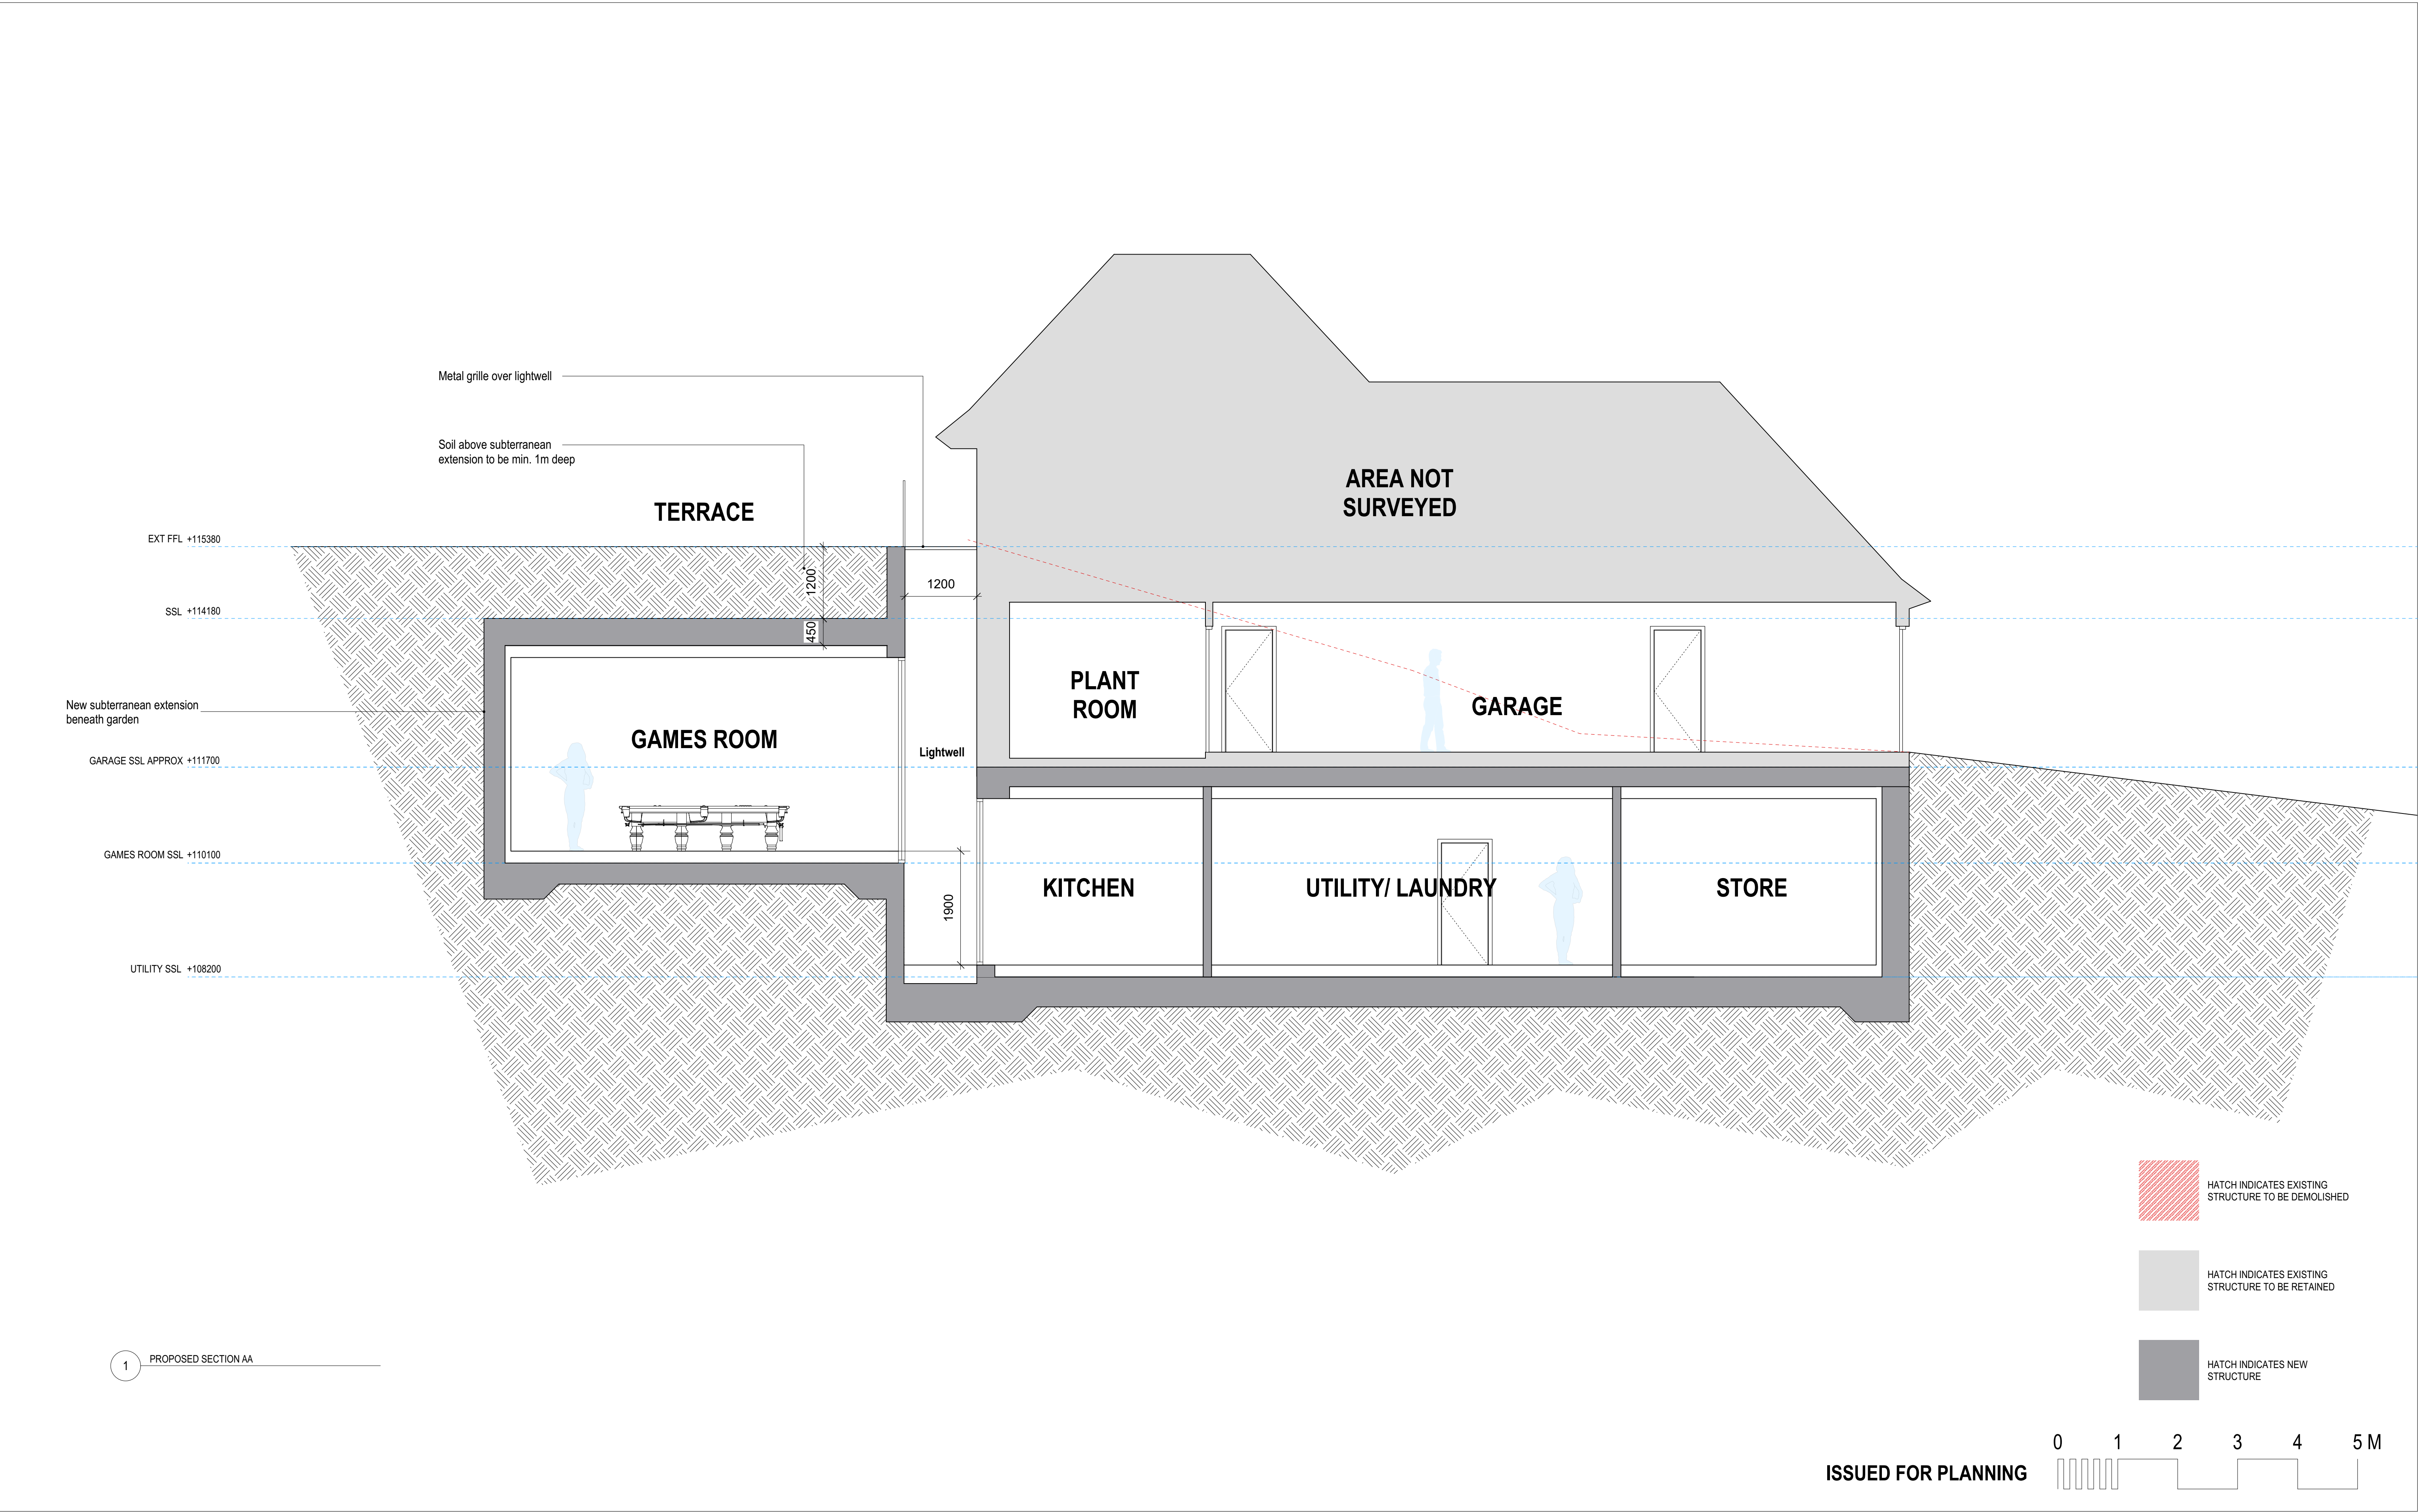 Metal grille over lightwell
Soil above subterranean
extension to be min. 1m deep
TERRACE
AREA NOT
SURVEYED
EXT FFL +115380
1200
1200
SSL +114180
450
PLANT
ROOM
GARAGE
New subterranean extension
beneath garden
GAMES ROOM
Lightwell
GARAGE SSL APPROX +111700
GAMES ROOM SSL +110100
KITCHEN
UTILITY/ LAUNDRY
STORE
1900
UTILITY SSL +108200
HATCH INDICATES EXISTING
STRUCTURE TO BE DEMOLISHED
HATCH INDICATES EXISTING
STRUCTURE TO BE RETAINED
HATCH INDICATES NEW
STRUCTURE
1 PROPOSED SECTION AA
0 1 2 3 4 5 M
ISSUED FOR PLANNING